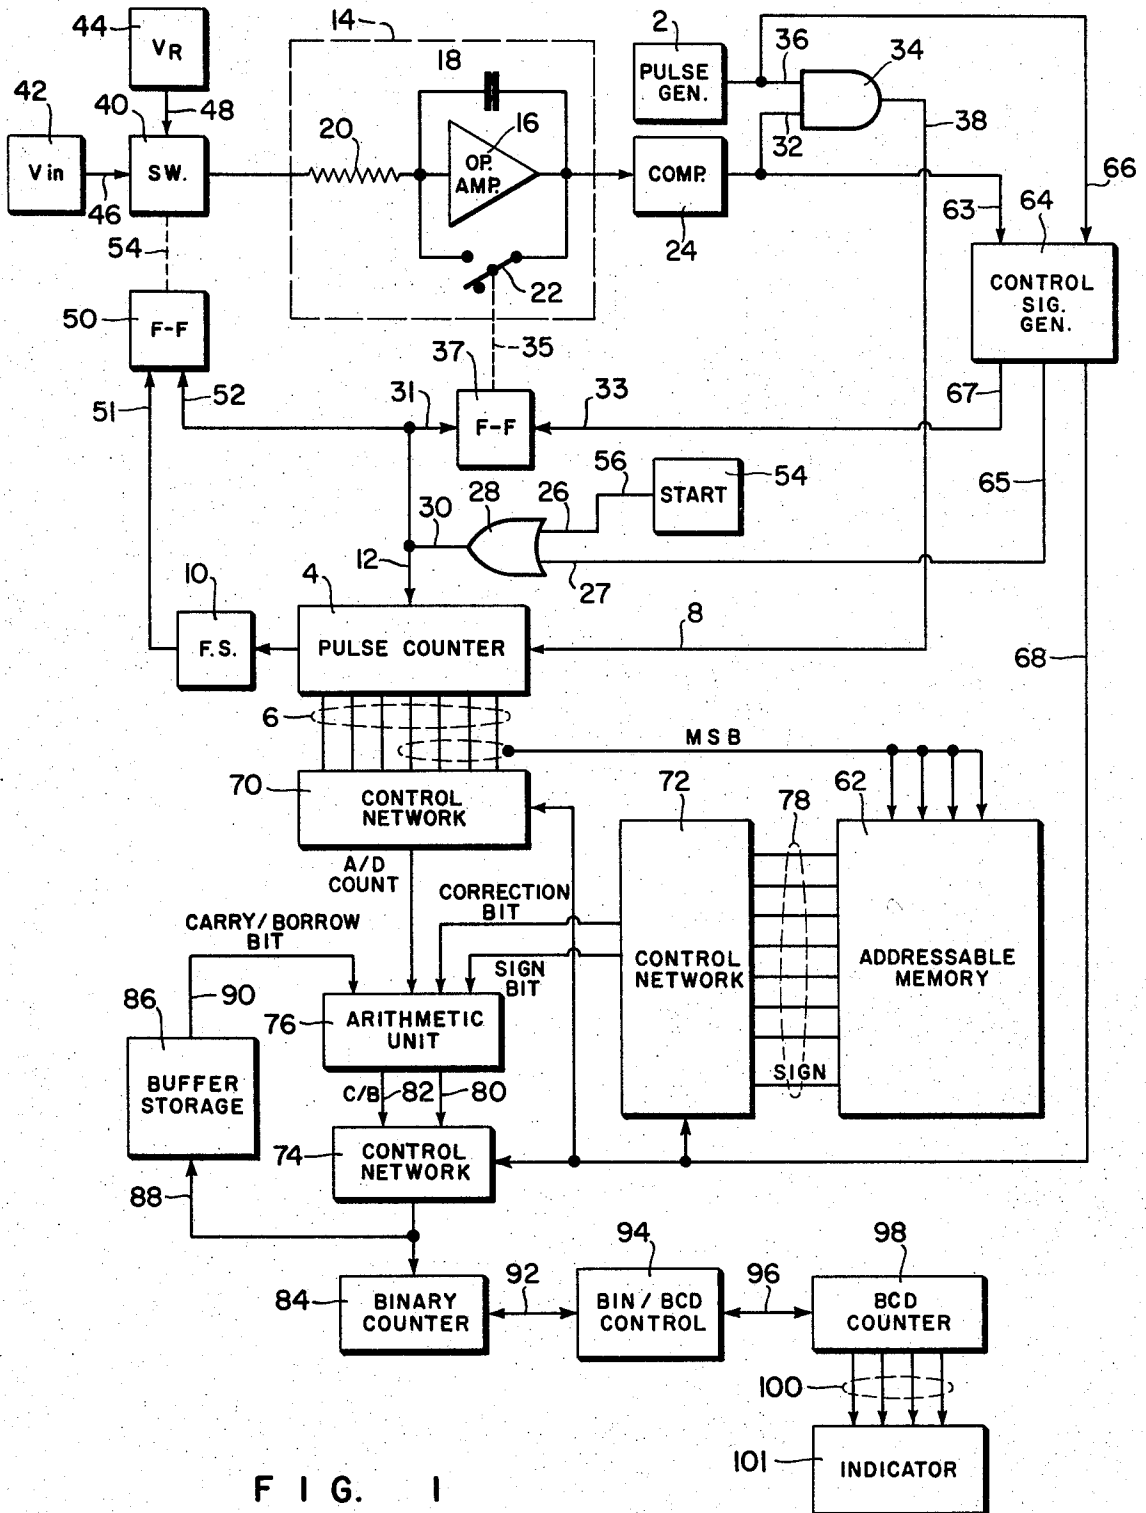 44
VR
48
42
40
Vin
46
SW.
54
50
F-F
51
52
14
18
20
16
OP.
AMP.
22
35
2
PULSE
GEN.
36
34
32
38
COMP.
24
66
63
64
CONTROL
SIG.
GEN.
37
31
F-F
33
67
65
56
54
START
28
26
30
27
12
10
F.S.
4
PULSE COUNTER
8
68
6
MSB
70
CONTROL
NETWORK
72
78
62
A/D
COUNT
CORRECTION
BIT
CARRY/BORROW
BIT
SIGN
BIT
CONTROL
NETWORK
ADDRESSABLE
MEMORY
SIGN
90
86
BUFFER
STORAGE
76
ARITHMETIC
UNIT
C/B
82
80
74
CONTROL
NETWORK
88
84
BINARY
COUNTER
92
94
BIN/BCD
CONTROL
96
98
BCD
COUNTER
100
101
INDICATOR
FIG. 1